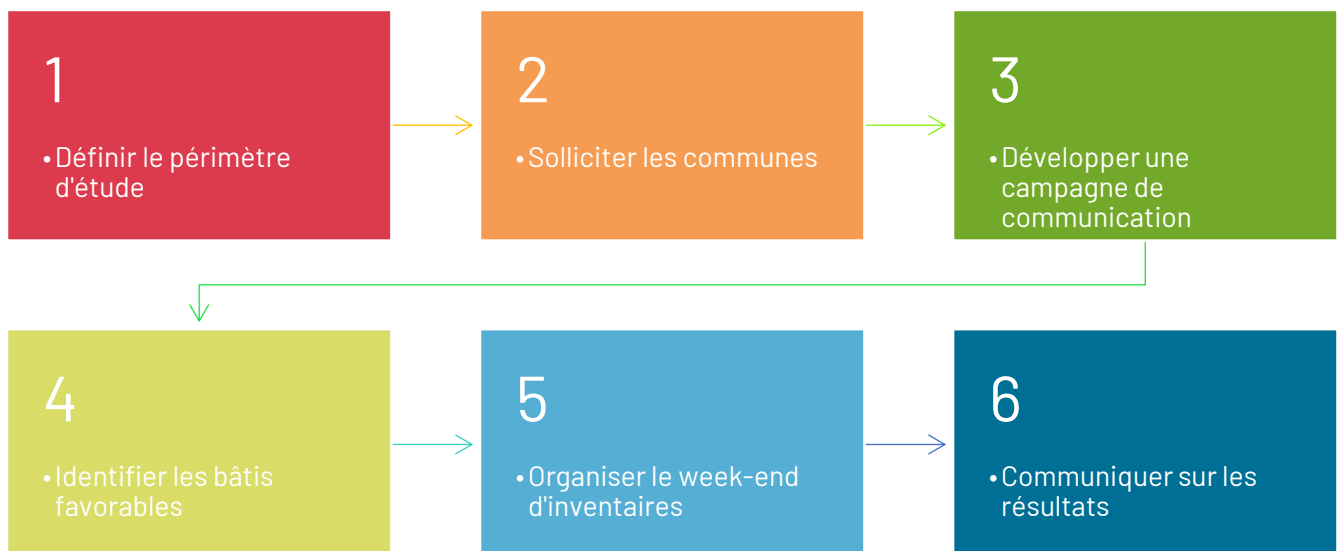 1
• Définir le périmètre
d'étude
2
• Solliciter les communes
3
• Développer une
campagne de
communication
4
• Identifier les bâtis
favorables
5
• Organiser le week-end
d'inventaires
6
• Communiquer sur les
résultats